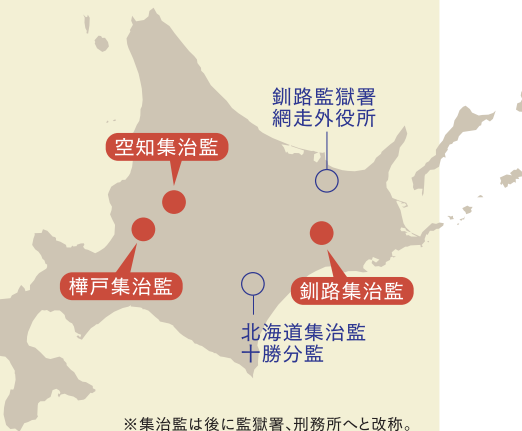 釧路監獄署
網走外役所
空知集治監
樺戸集治監
釧路集治監
北海道集治監
十勝分監
※集治監は後に監獄署、刑務所へと改称。